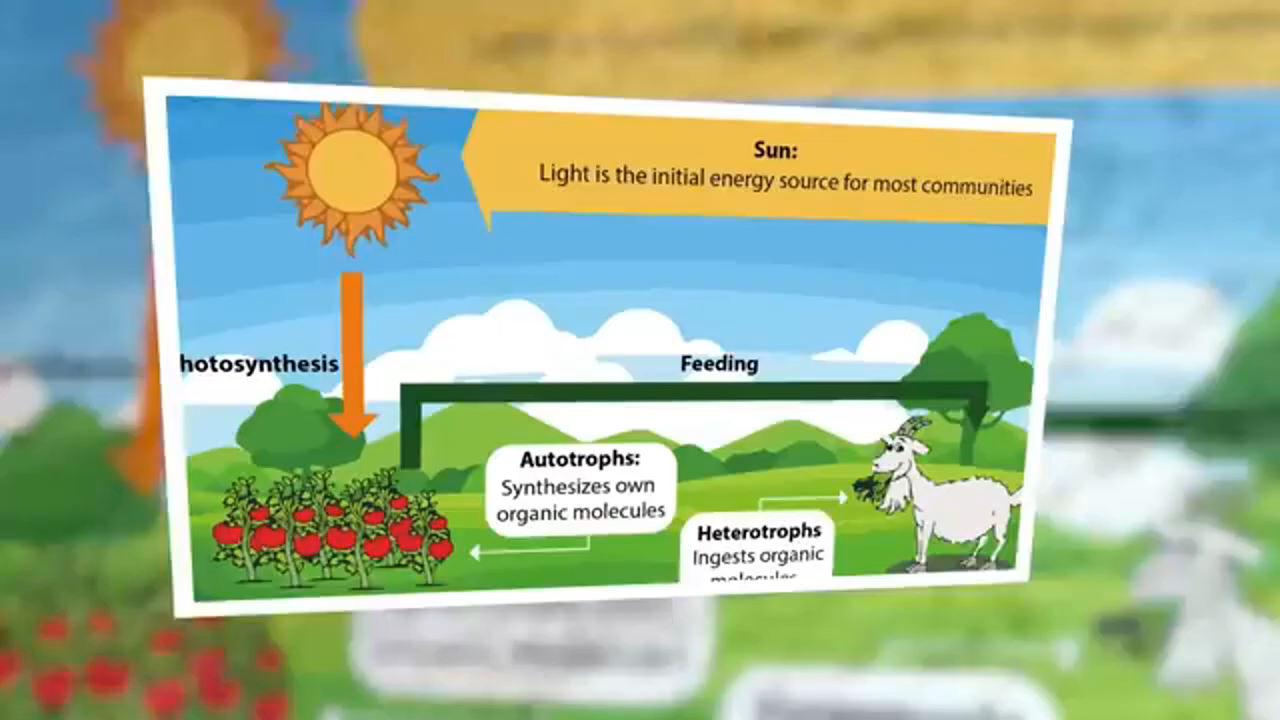 Sun:
Light is the initial energy source for most communities
hotosynthesis
Feeding
Autotrophs:
Synthesizes own
organic molecules
Heterotrophs
Ingests organic
molecules